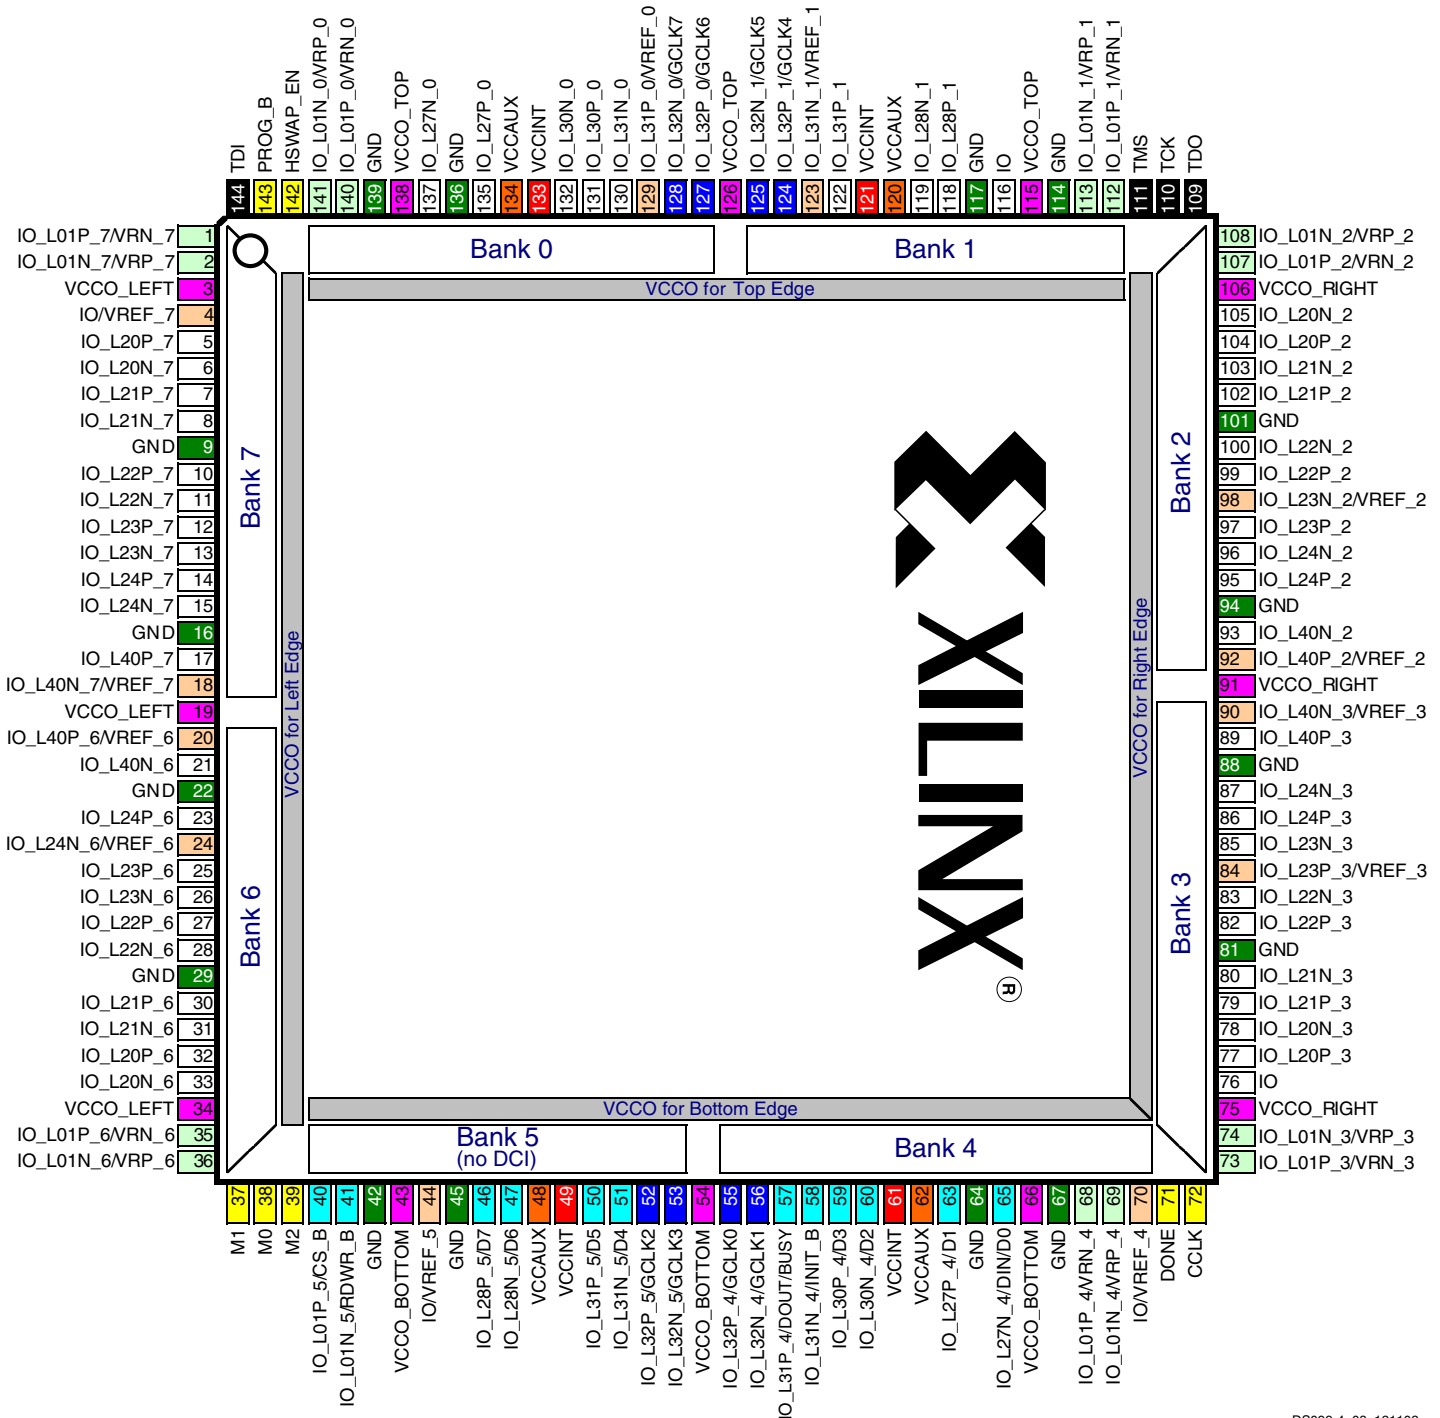 TDI
PROG_B
HSWAP_EN
IO_L01N_0/VRP_0
IO_L01P_0/VRN_0
GND
VCCO_TOP
IO_L27N_0
GND
IO_L27P_0
VCCAUX
VCCINT
IO_L30N_0
IO_L30P_0
IO_L31N_0
IO_L31P_0/VREF_0
IO_L32N_0/GCLK7
IO_L32P_0/GCLK6
VCCO_TOP
IO_L32N_1/GCLK5
IO_L32P_1/GCLK4
IO_L31N_1/VREF_1
IO_L31P_1
VCCINT
VCCAUX
IO_L28N_1
IO_L28P_1
GND
IO
VCCO_TOP
GND
IO_L01N_1/VRP_1
IO_L01P_1/VRN_1
TMS
TCK
TDO
144
143
142
141
140
139
138
137
136
135
134
133
132
131
130
129
128
127
126
125
124
123
122
121
120
119
118
117
116
115
114
113
112
111
110
109
IO_L01P_7/VRN_7 1
IO_L01N_7/VRP_7 2
VCCO_LEFT 3
IO/VREF_7 4
IO_L20P_7 5
IO_L20N_7 6
IO_L21P_7 7
IO_L21N_7 8
GND 9
IO_L22P_7 10
IO_L22N_7 11
IO_L23P_7 12
IO_L23N_7 13
IO_L24P_7 14
IO_L24N_7 15
GND 16
IO_L40P_7 17
IO_L40N_7/VREF_7 18
VCCO_LEFT 19
IO_L40P_6/VREF_6 20
IO_L40N_6 21
GND 22
IO_L24P_6 23
IO_L24N_6/VREF_6 24
IO_L23P_6 25
IO_L23N_6 26
IO_L22P_6 27
IO_L22N_6 28
GND 29
IO_L21P_6 30
IO_L21N_6 31
IO_L20P_6 32
IO_L20N_6 33
VCCO_LEFT 34
IO_L01P_6/VRN_6 35
IO_L01N_6/VRP_6 36
Bank 0
Bank 1
VCCO for Top Edge
Bank 7
Bank 6
VCCO for Left Edge
XILINX
®
VCCO for Right Edge
Bank 2
Bank 3
VCCO for Bottom Edge
Bank 5
(no DCI)
Bank 4
108 IO_L01N_2/VRP_2
107 IO_L01P_2/VRN_2
106 VCCO_RIGHT
105 IO_L20N_2
104 IO_L20P_2
103 IO_L21N_2
102 IO_L21P_2
101 GND
100 IO_L22N_2
99 IO_L22P_2
98 IO_L23N_2/VREF_2
97 IO_L23P_2
96 IO_L24N_2
95 IO_L24P_2
94 GND
93 IO_L40N_2
92 IO_L40P_2/VREF_2
91 VCCO_RIGHT
90 IO_L40N_3/VREF_3
89 IO_L40P_3
88 GND
87 IO_L24N_3
86 IO_L24P_3
85 IO_L23N_3
84 IO_L23P_3/VREF_3
83 IO_L22N_3
82 IO_L22P_3
81 GND
80 IO_L21N_3
79 IO_L21P_3
78 IO_L20N_3
77 IO_L20P_3
76 IO
75 VCCO_RIGHT
74 IO_L01N_3/VRP_3
73 IO_L01P_3/VRN_3
37
38
39
40
41
42
43
44
45
46
47
48
49
50
51
52
53
54
55
56
57
58
59
60
61
62
63
64
65
66
67
68
69
70
71
72
M1
M0
M2
IO_L01P_5/CS_B
IO_L01N_5/RDWR_B
GND
VCCO_BOTTOM
IO/VREF_5
GND
IO_L28P_5/D7
IO_L28N_5/D6
VCCAUX
VCCINT
IO_L31P_5/D5
IO_L31N_5/D4
IO_L32P_5/GCLK2
IO_L32N_5/GCLK3
VCCO_BOTTOM
IO_L32P_4/GCLK0
IO_L32N_4/GCLK1
IO_L31P_4/DOUT/BUSY
IO_L31N_4/INIT_B
IO_L30P_4/D3
IO_L30N_4/D2
VCCINT
VCCAUX
IO_L27P_4/D1
GND
IO_L27N_4/DIN/D0
VCCO_BOTTOM
GND
IO_L01P_4/VRN_4
IO_L01N_4/VRP_4
IO/VREF_4
DONE
CCLK